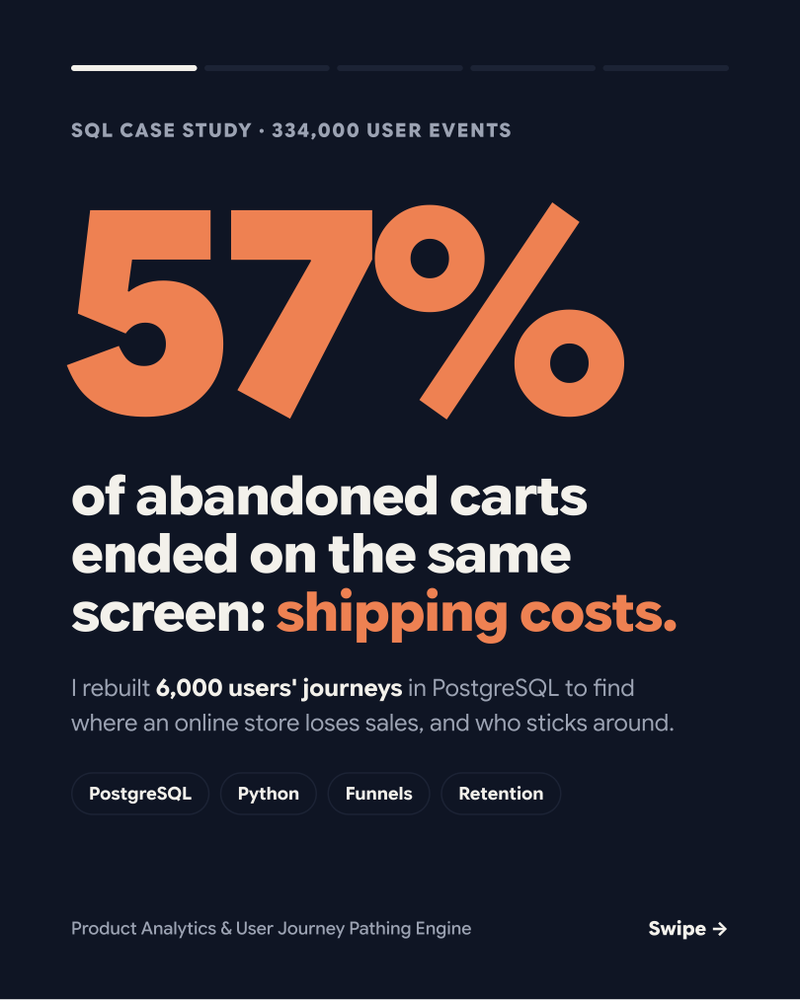 SQL CASE STUDY · 334,000 USER EVENTS
57%
of abandoned carts
ended on the same
screen: shipping costs.
I rebuilt 6,000 users' journeys in PostgreSQL to find
where an online store loses sales, and who sticks around.
PostgreSQL Python Funnels Retention
Product Analytics & User Journey Pathing Engine Swipe →